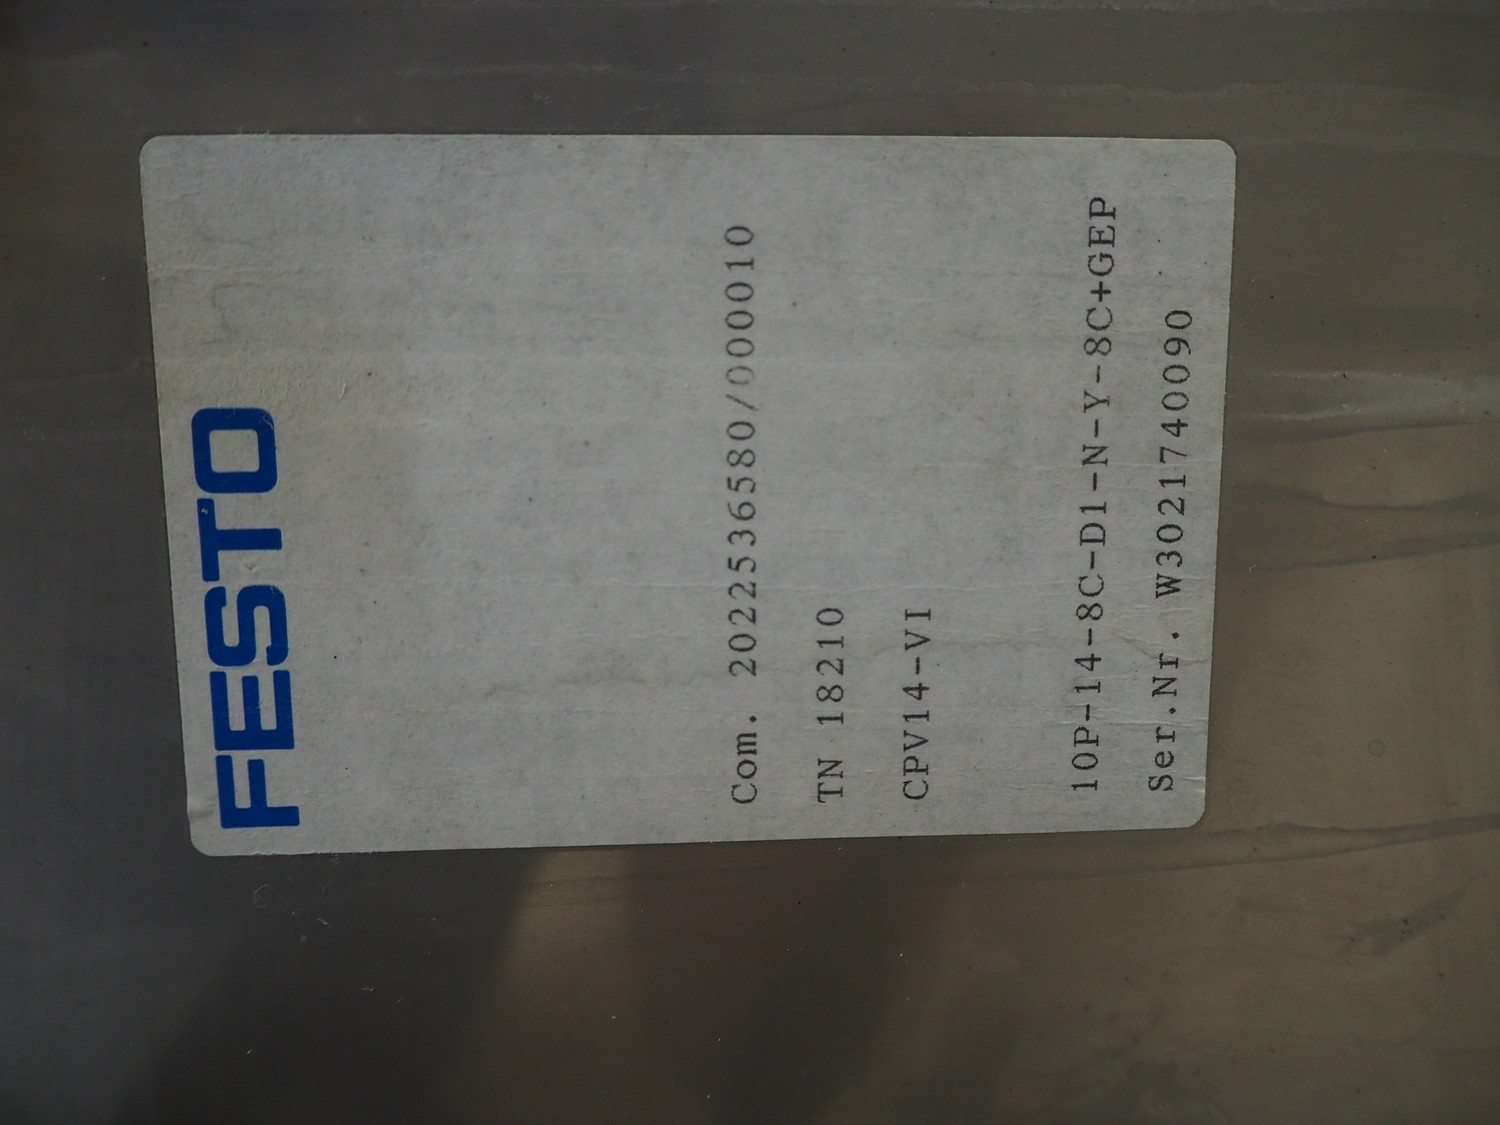 FESTO
Com. 2022536580/000010
TN 18210
CPV14-VI
10P-14-8C-D1-N-Y-8C+GEP
Ser.Nr. W3021740090